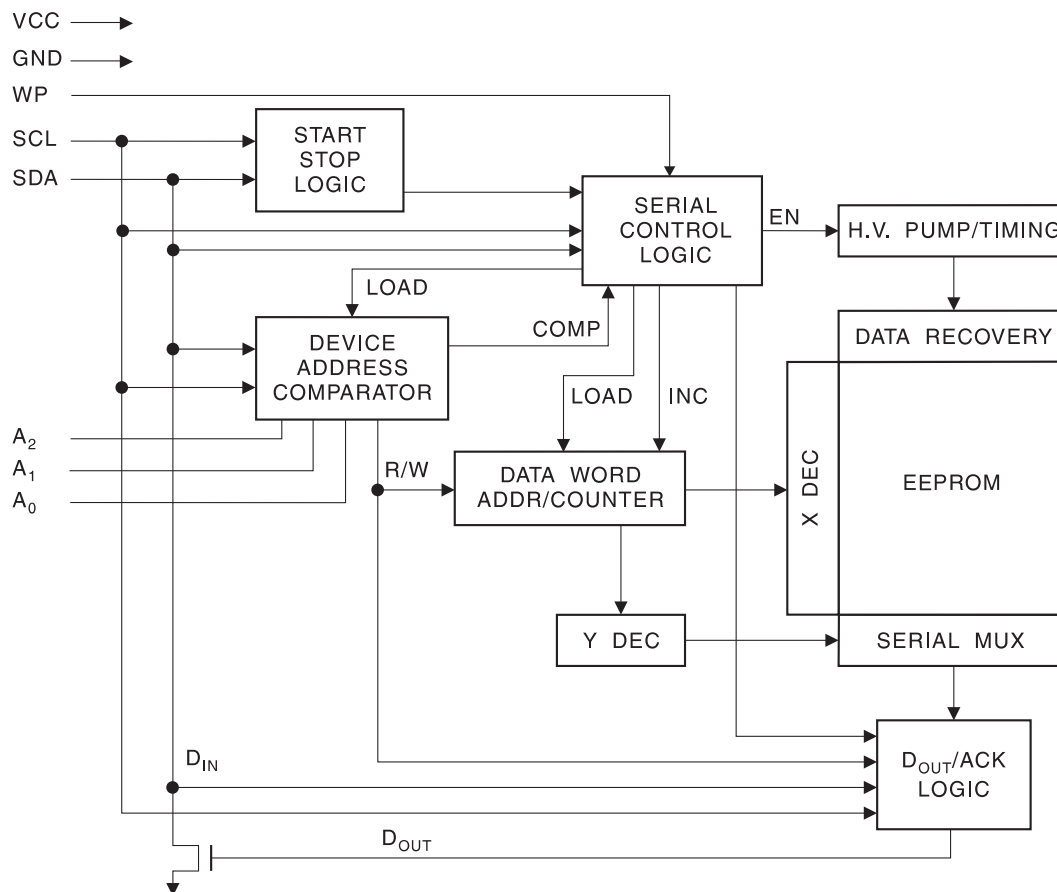 VCC
GND
WP
SCL
SDA
START
STOP
LOGIC
SERIAL
CONTROL
LOGIC
EN
H.V. PUMP/TIMING
LOAD
COMP
DATA RECOVERY
DEVICE
ADDRESS
COMPARATOR
LOAD
INC
A2
A1
A0
R/W
DATA WORD
ADDR/COUNTER
X DEC
EEPROM
Y DEC
SERIAL MUX
DIN
DOUT/ACK
LOGIC
DOUT